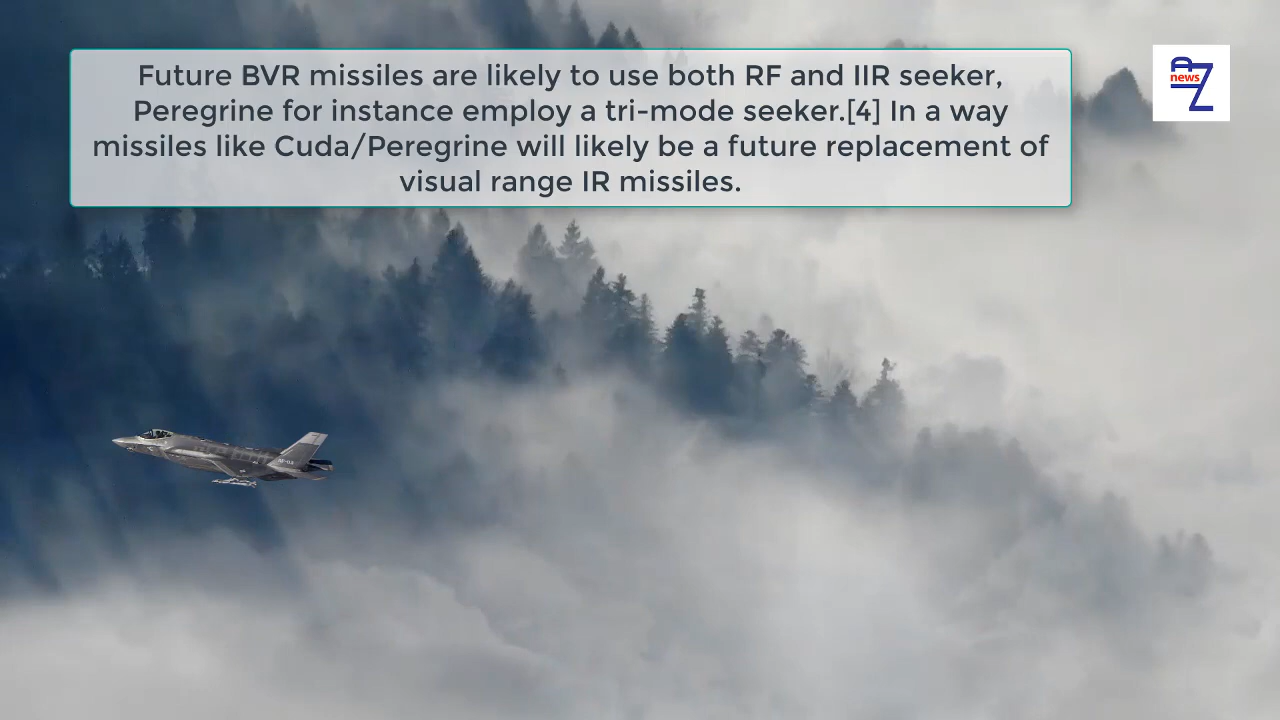 Future BVR missiles are likely to use both RF and IIR seeker,
Peregrine for instance employ a tri-mode seeker.[4] In a way
missiles like Cuda/Peregrine will likely be a future replacement of
visual range IR missiles.
A
news
Z